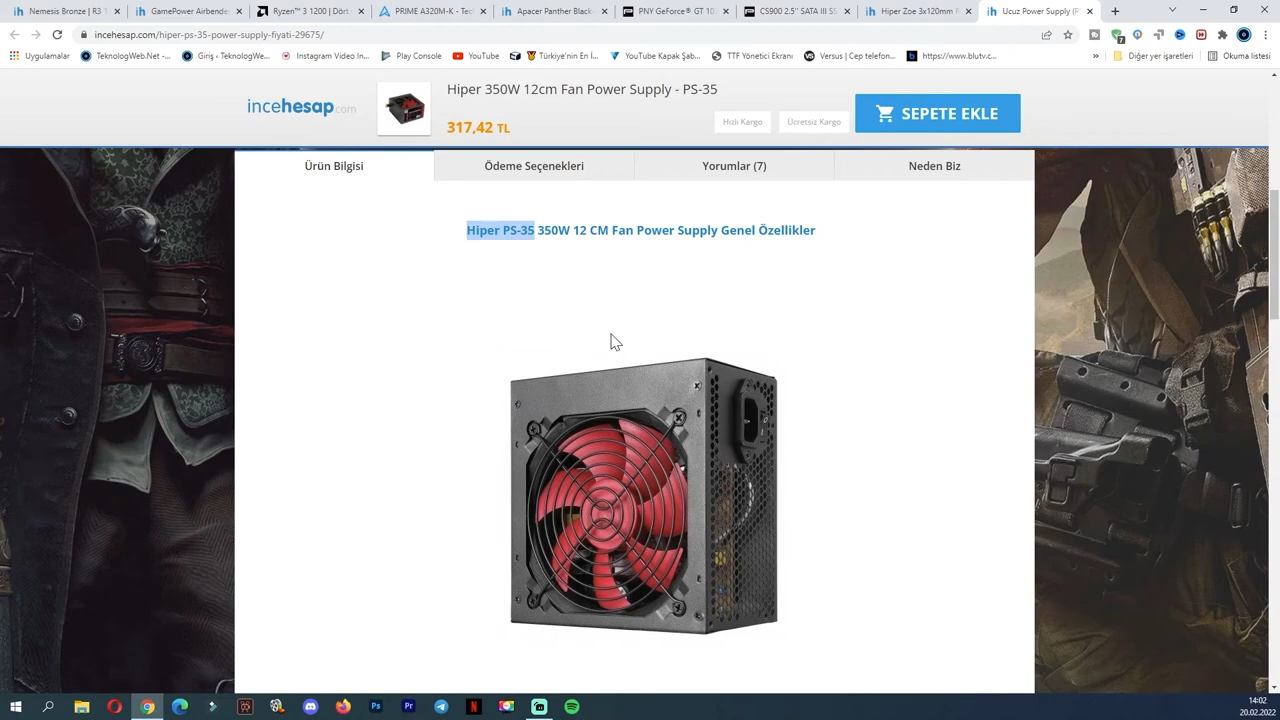 Nemesis Bronze | R3 1
GamePower Airbende
Ryzen™ 3 1200 | Dört
PRIME A320M-K - Tec
Apacer Panther Black
PNY GeForce® GT 10
CS900 2.5'' SATA III SS
Hiper Zoe 3x120mm R
Ucuz Power Supply (P
incehesap.com/hiper-ps-35-power-supply-fiyati-29675/
Uygulamalar
TeknologWeb.Net -...
Giriş - TeknologWe...
Instagram Video In...
Play Console
YouTube
Türkiye'nin En İ...
YouTube Kapak Şab...
TTF Yönetici Ekranı
Versus | Cep telefon...
https://www.blutv.c...
»
Diğer yer işaretleri
Okuma listesi
incehesap.com
Hiper 350W 12cm Fan Power Supply - PS-35
317,42 TL
Hızlı Kargo
Ücretsiz Kargo
SEPETE EKLE
Ürün Bilgisi
Ödeme Seçenekleri
Yorumlar (7)
Neden Biz
Hiper PS-35 350W 12 CM Fan Power Supply Genel Özellikler
14:02
20.02.2022